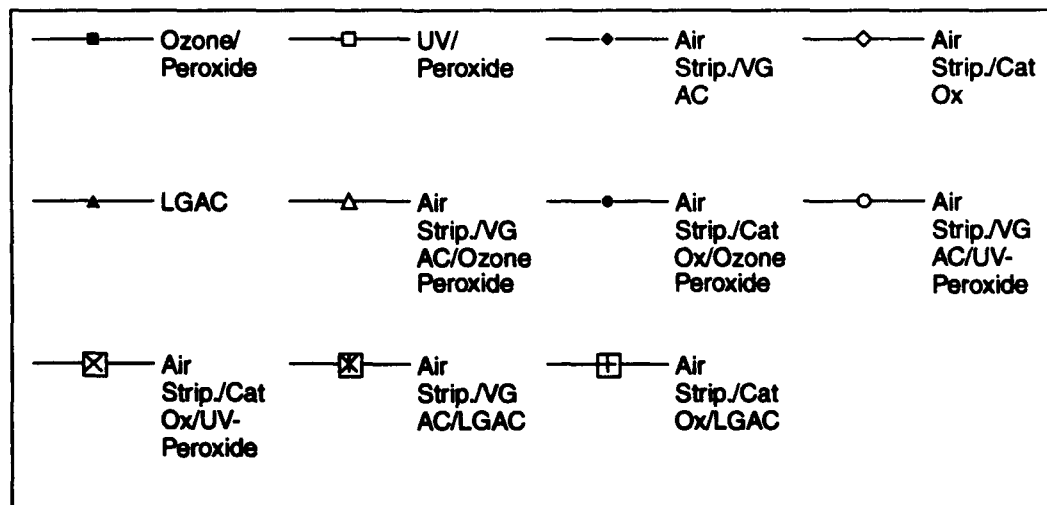 Ozone/
Peroxide
UV/
Peroxide
Air
Strip./VG
AC
Air
Strip./Cat
Ox
LGAC
Air
Strip./VG
AC/Ozone
Peroxide
Air
Strip./Cat
Ox/Ozone
Peroxide
Air
Strip./VG
AC/UV-
Peroxide
Air
Strip./Cat
Ox/UV-
Peroxide
Air
Strip./VG
AC/LGAC
Air
Strip./Cat
Ox/LGAC